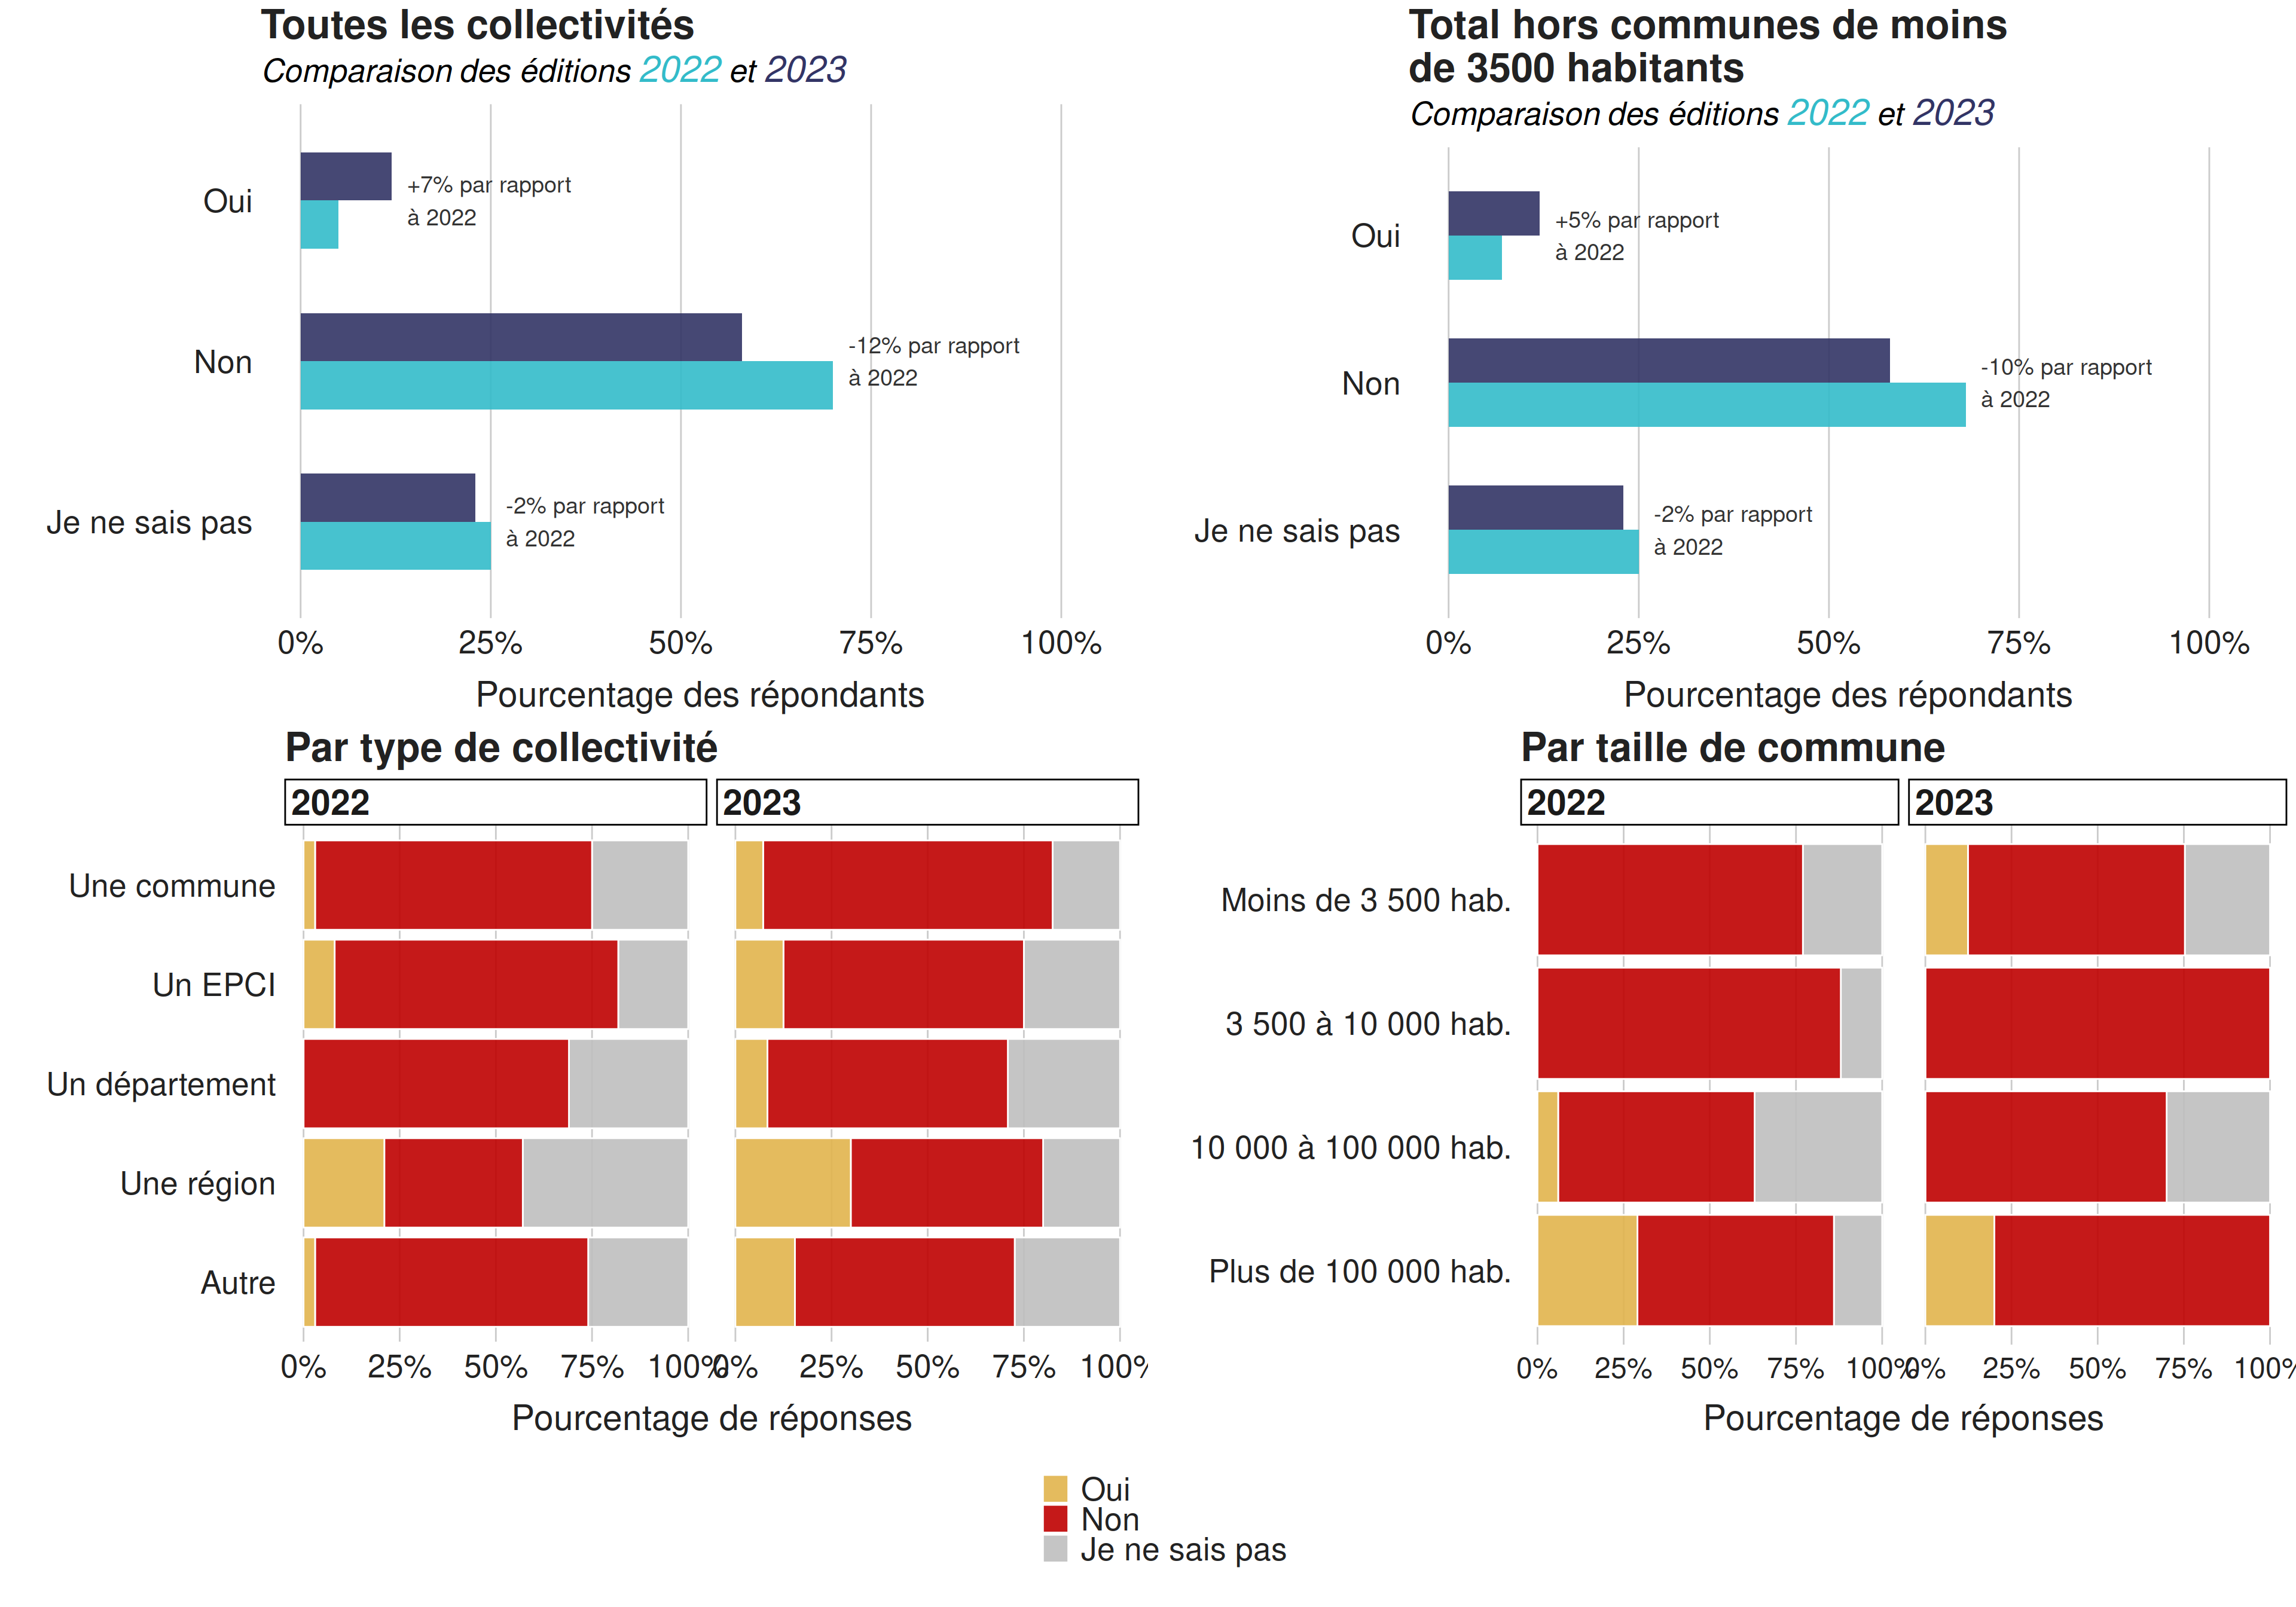 Toutes les collectivités
Comparaison des éditions 2022 et 2023
Oui
+7% par rapport
à 2022
Non
-12% par rapport
à 2022
Je ne sais pas
-2% par rapport
à 2022
0% 25% 50% 75% 100%
Pourcentage des répondants
Total hors communes de moins
de 3500 habitants
Comparaison des éditions 2022 et 2023
Oui
+5% par rapport
à 2022
Non
-10% par rapport
à 2022
Je ne sais pas
-2% par rapport
à 2022
0% 25% 50% 75% 100%
Pourcentage des répondants
Par type de collectivité
2022 2023
Une commune
Un EPCI
Un département
Une région
Autre
0% 25% 50% 75% 100% 0% 25% 50% 75% 100%
Pourcentage de réponses
Par taille de commune
2022 2023
Moins de 3 500 hab.
3 500 à 10 000 hab.
10 000 à 100 000 hab.
Plus de 100 000 hab.
0% 25% 50% 75% 100% 0% 25% 50% 75% 100%
Pourcentage de réponses
Oui
Non
Je ne sais pas